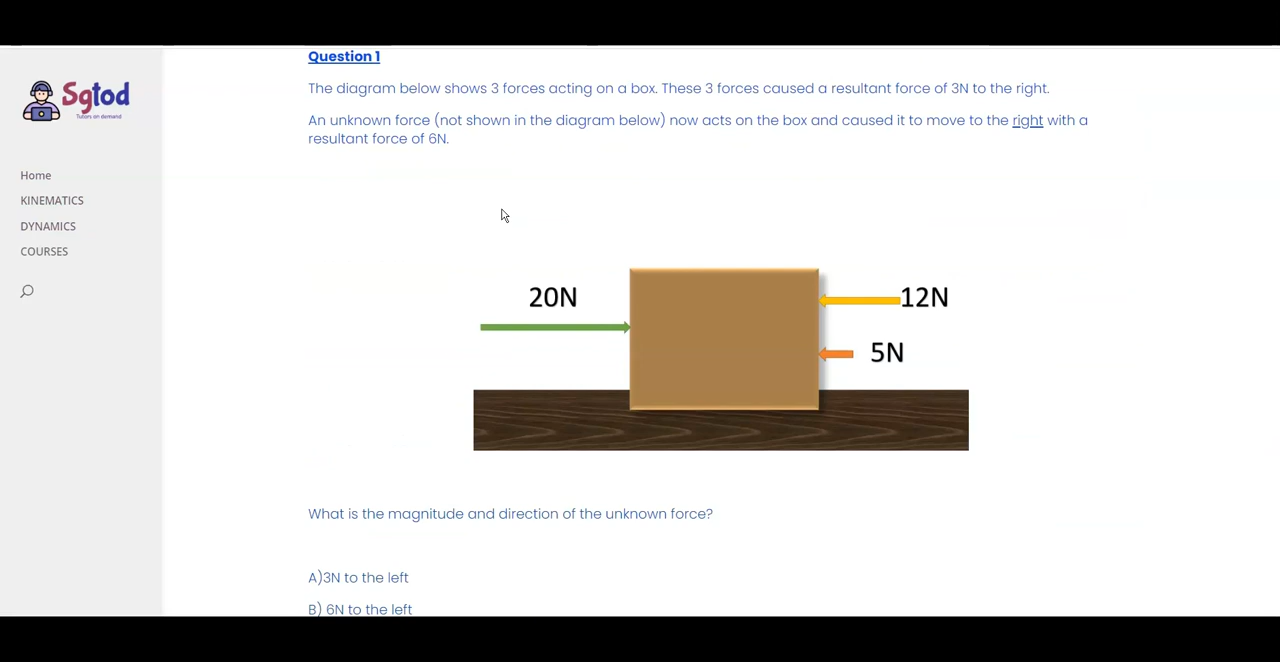 Question 1
The diagram below shows 3 forces acting on a box. These 3 forces caused a resultant force of 3N to the right.
An unknown force (not shown in the diagram below) now acts on the box and caused it to move to the right with a
resultant force of 6N.
Sgtod
Tutors on demand
Home
KINEMATICS
DYNAMICS
COURSES
20N
12N
5N
What is the magnitude and direction of the unknown force?
A)3N to the left
B) 6N to the left